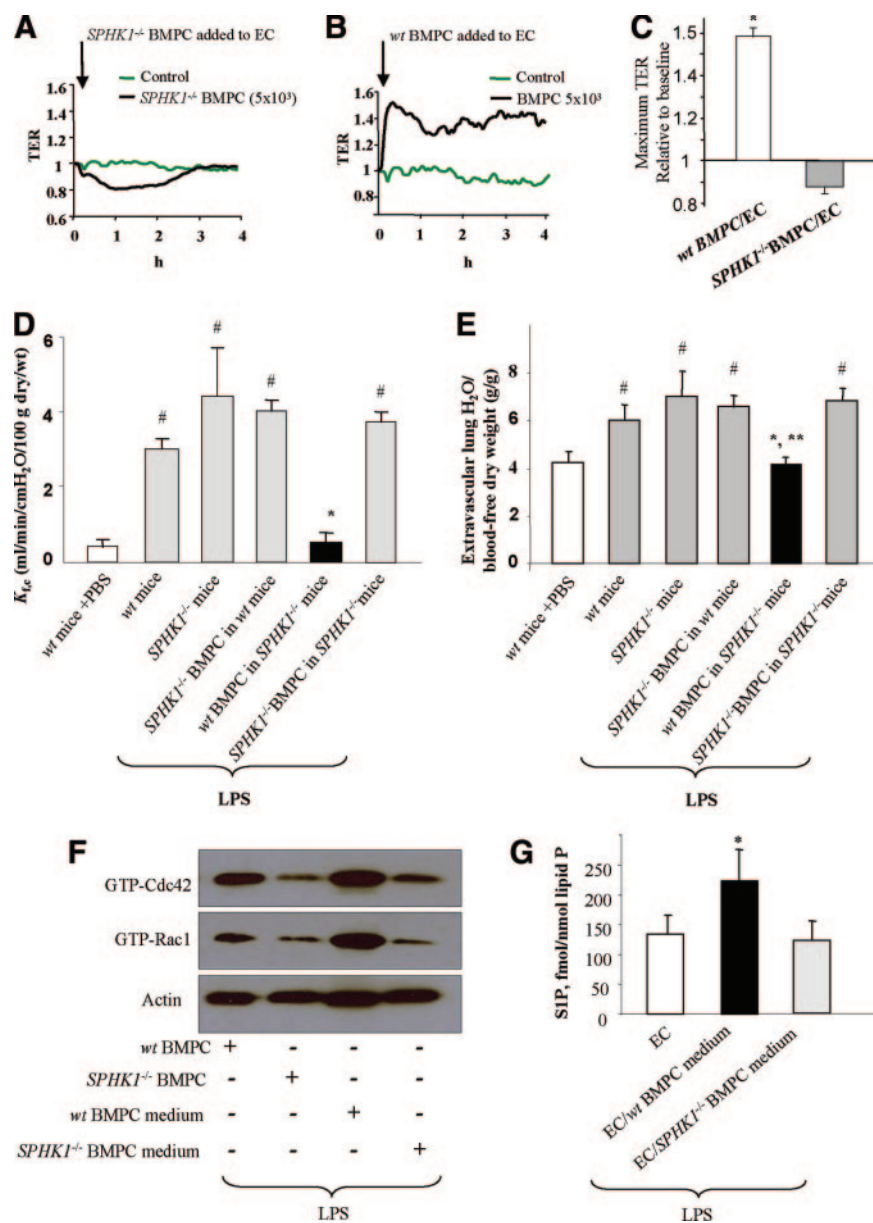 A
SPHK1-/- BMPC added to EC
Control
SPHK1-/- BMPC (5x10³)
TER
1.6
1.4
1.2
1
0.8
0.6
0 1 2 3 4
h
B
wt BMPC added to EC
Control
BMPC 5x10³
TER
1.6
1.4
1.2
1
0.8
0.6
0 1 2 3 4
h
C
Maximum TER
Relative to baseline
1.5
1
0.8
*
wt BMPC/EC
SPHK1-/-BMPC/EC
D
Kf,c (ml/min/cmH2O/100 g dry/wt)
6
4
2
0
# # # * #
wt mice +PBS
wt mice
SPHK1-/- mice
SPHK1-/- BMPC in wt mice
wt BMPC in SPHK1-/- mice
SPHK1-/-BMPC in SPHK1-/-mice
LPS
E
Extravascular lung H2O/
blood-free dry weight (g/g)
8
6
4
2
0
# # # *, ** #
wt mice +PBS
wt mice
SPHK1-/- mice
SPHK1-/- BMPC in wt mice
wt BMPC in SPHK1-/- mice
SPHK1-/-BMPC in SPHK1-/-mice
LPS
F
GTP-Cdc42
GTP-Rac1
Actin
wt BMPC + - - -
SPHK1-/- BMPC - + - -
wt BMPC medium - - + -
SPHK1-/- BMPC medium - - - +
LPS
G
S1P, fmol/nmol lipid P
250
200
150
100
50
0
*
EC
EC/wt BMPC medium
EC/SPHK1-/- BMPC medium
LPS